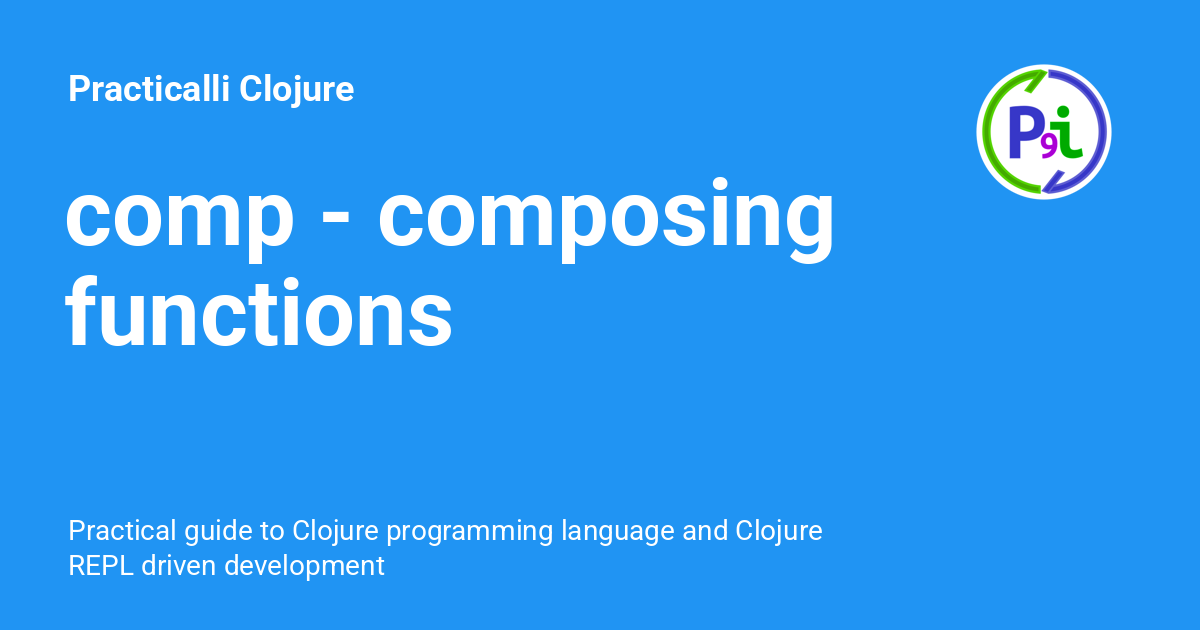 Practicalli Clojure
P9i
comp - composing
functions
Practical guide to Clojure programming language and Clojure
REPL driven development